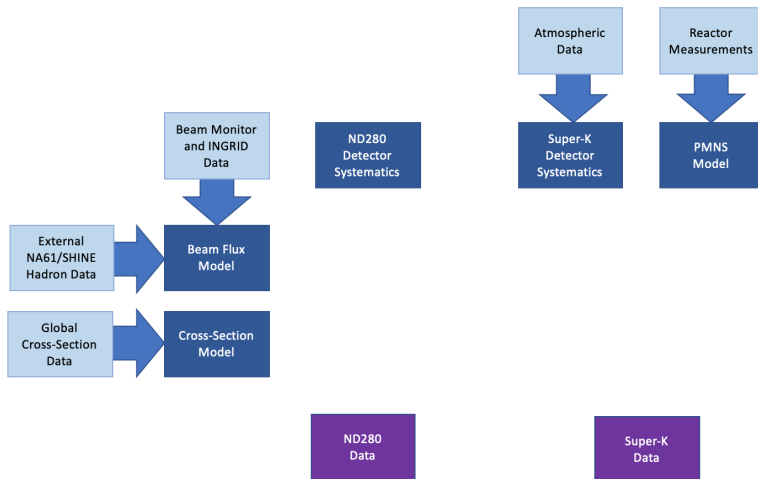 Atmospheric
Data
Reactor
Measurements
Beam Monitor
and INGRID
Data
ND280
Detector
Systematics
Super-K
Detector
Systematics
PMNS
Model
External
NA61/SHINE
Hadron Data
Beam Flux
Model
Global
Cross-Section
Data
Cross-Section
Model
ND280
Data
Super-K
Data